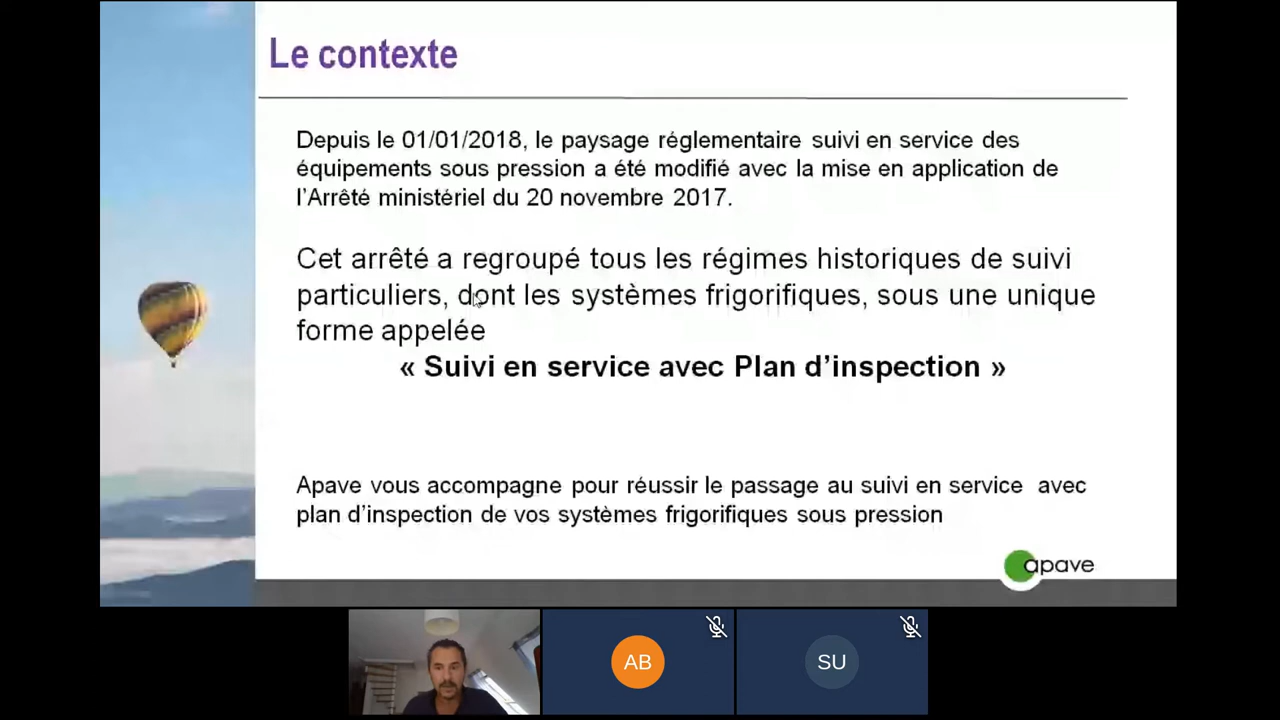 Le contexte
Depuis le 01/01/2018, le paysage réglementaire suivi en service des
équipements sous pression a été modifié avec la mise en application de
l’Arrêté ministériel du 20 novembre 2017.
Cet arrêté a regroupé tous les régimes historiques de suivi
particuliers, dont les systèmes frigorifiques, sous une unique
forme appelée
« Suivi en service avec Plan d’inspection »
Apave vous accompagne pour réussir le passage au suivi en service avec
plan d’inspection de vos systèmes frigorifiques sous pression
apave
AB
SU